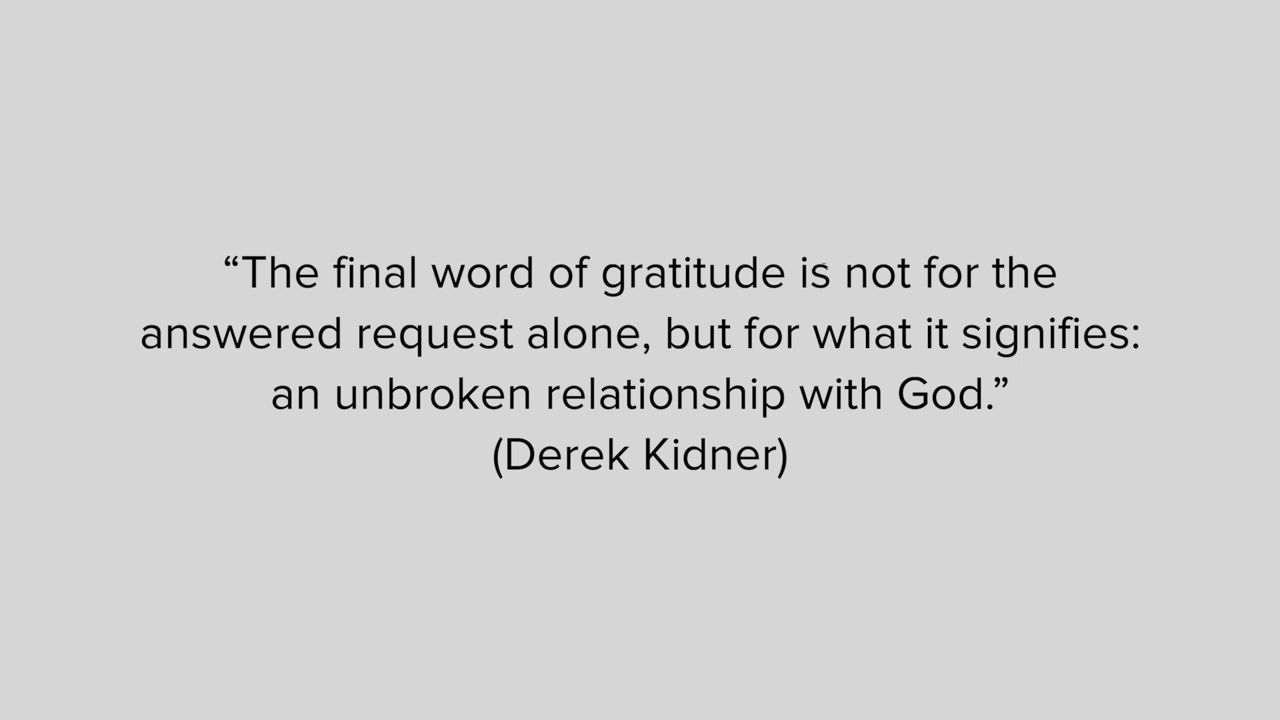 “The final word of gratitude is not for the
answered request alone, but for what it signifies:
an unbroken relationship with God.”
(Derek Kidner)